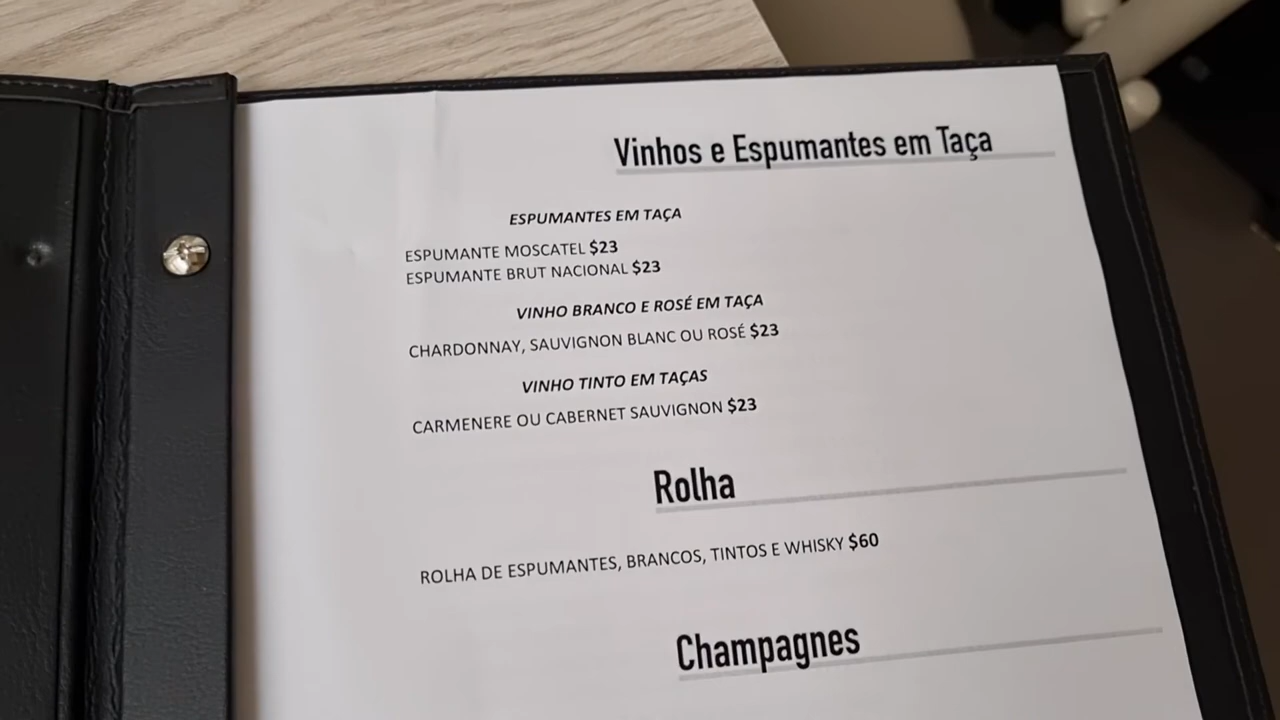 Vinhos e Espumantes em Taça
ESPUMANTES EM TAÇA
ESPUMANTE MOSCATEL $23
ESPUMANTE BRUT NACIONAL $23
VINHO BRANCO E ROSÉ EM TAÇA
CHARDONNAY, SAUVIGNON BLANC OU ROSÉ $23
VINHO TINTO EM TAÇAS
CARMENERE OU CABERNET SAUVIGNON $23
Rolha
ROLHA DE ESPUMANTES, BRANCOS, TINTOS E WHISKY $60
Champagnes